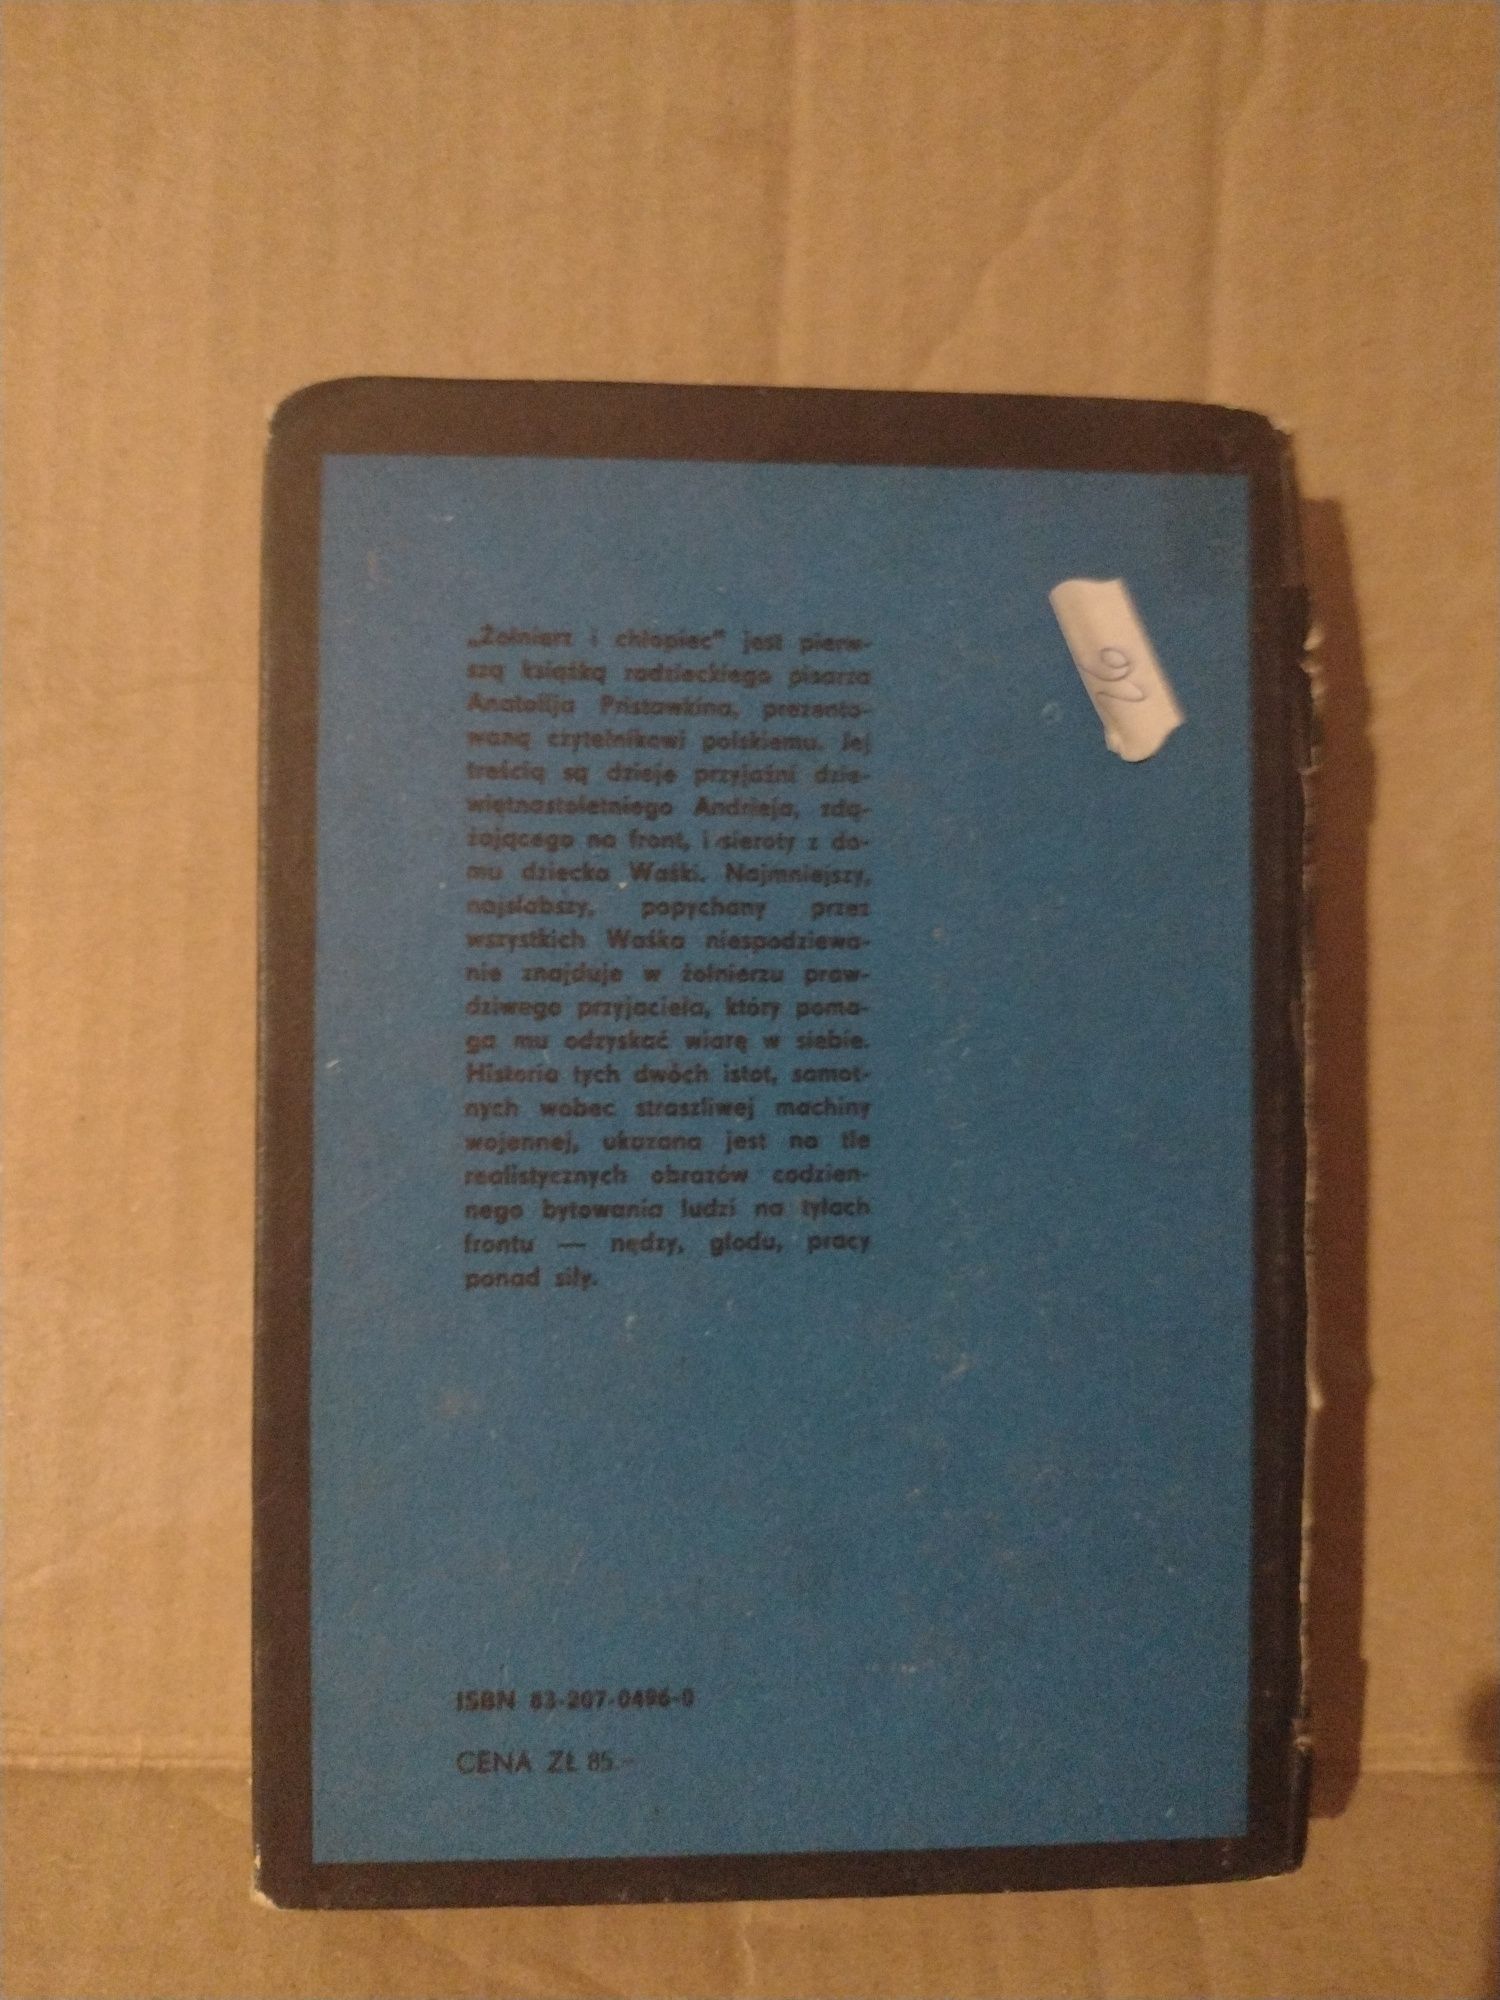 „Żołnierz i chłopiec” jest pierw-
szą książką radzieckiego pisarza
Anatolija Pristawkina, prezento-
waną czytelnikowi polskiemu. Jej
treścią są dzieje przyjaźni dzie-
więtnastoletniego Andrieja, zdą-
żającego na front, i sieroty z do-
mu dziecka Waśki. Najmniejszy,
najsłabszy, popychany przez
wszystkich Waśka niespodziewa-
nie znajduje w żołnierzu praw-
dziwego przyjaciela, który poma-
ga mu odzyskać wiarę w siebie.
Historia tych dwóch istot, samot-
nych wobec straszliwej machiny
wojennej, ukazana jest na tle
realistycznych obrazów codzien-
nego bytowania ludzi na tyłach
frontu — nędzy, głodu, pracy
ponad siły.
ISBN 83-207-0496-0
CENA ZŁ 85.-